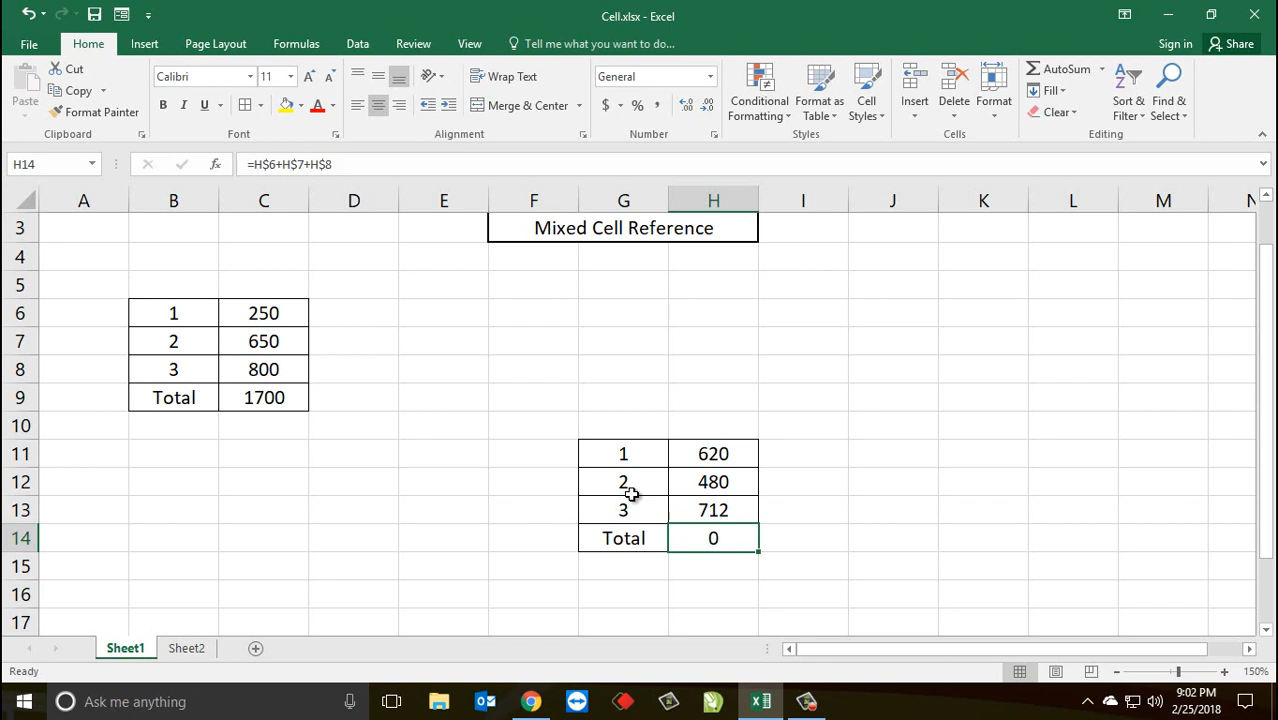 Cell.xlsx - Excel
File Home Insert Page Layout Formulas Data Review View Tell me what you want to do... Sign in Share
Paste Cut Copy Format Painter Clipboard
Calibri 11 A A B I U A Font
Wrap Text Merge & Center Alignment
General $ % , Number
Conditional Formatting Format as Table Cell Styles Styles
Insert Delete Format Cells
AutoSum Fill Clear Sort & Filter Find & Select Editing
H14 fx =H$6+H$7+H$8
A B C D E F G H I J K L M N
3 Mixed Cell Reference
4
5
6 1 250
7 2 650
8 3 800
9 Total 1700
10
11 1 620
12 2 480
13 3 712
14 Total 0
15
16
17
Sheet1 Sheet2
Ready 150%
Ask me anything
9:02 PM
2/25/2018